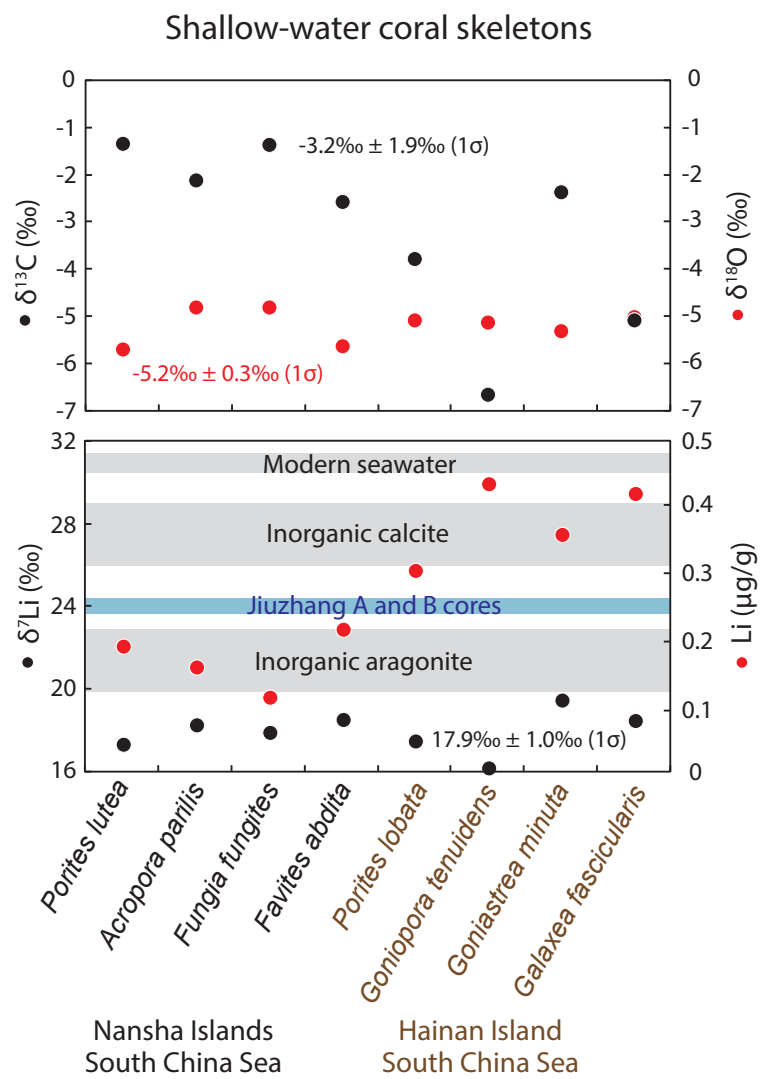 Shallow-water coral skeletons
0
-1
-2
-3
-4
-5
-6
-7
δ¹³C (‰)
-3.2‰ ± 1.9‰ (1σ)
-5.2‰ ± 0.3‰ (1σ)
0
-1
-2
-3
-4
-5
-6
-7
δ¹⁸O (‰)
32
28
24
20
16
δ⁷Li (‰)
Modern seawater
Inorganic calcite
Jiuzhang A and B cores
Inorganic aragonite
17.9‰ ± 1.0‰ (1σ)
0.5
0.4
0.3
0.2
0.1
0
Li (µg/g)
Porites lutea
Acropora parilis
Fungia fungites
Favites abdita
Porites lobata
Goniopora tenuidens
Goniastrea minuta
Galaxea fascicularis
Nansha Islands
South China Sea
Hainan Island
South China Sea